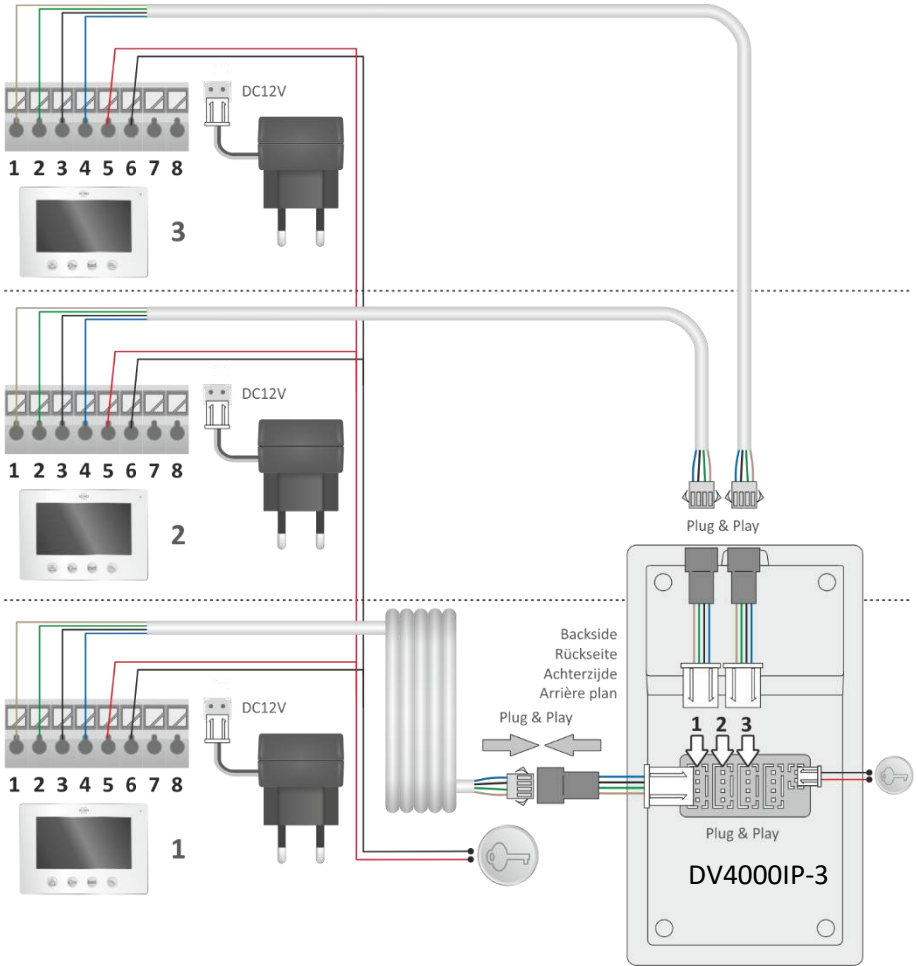 DC12V
1 2 3 4 5 6 7 8
3
DC12V
1 2 3 4 5 6 7 8
2
Plug & Play
Backside
Rückseite
Achterzijde
Arrière plan
Plug & Play
DC12V
1 2 3 4 5 6 7 8
1
1 2 3
Plug & Play
DV4000IP-3